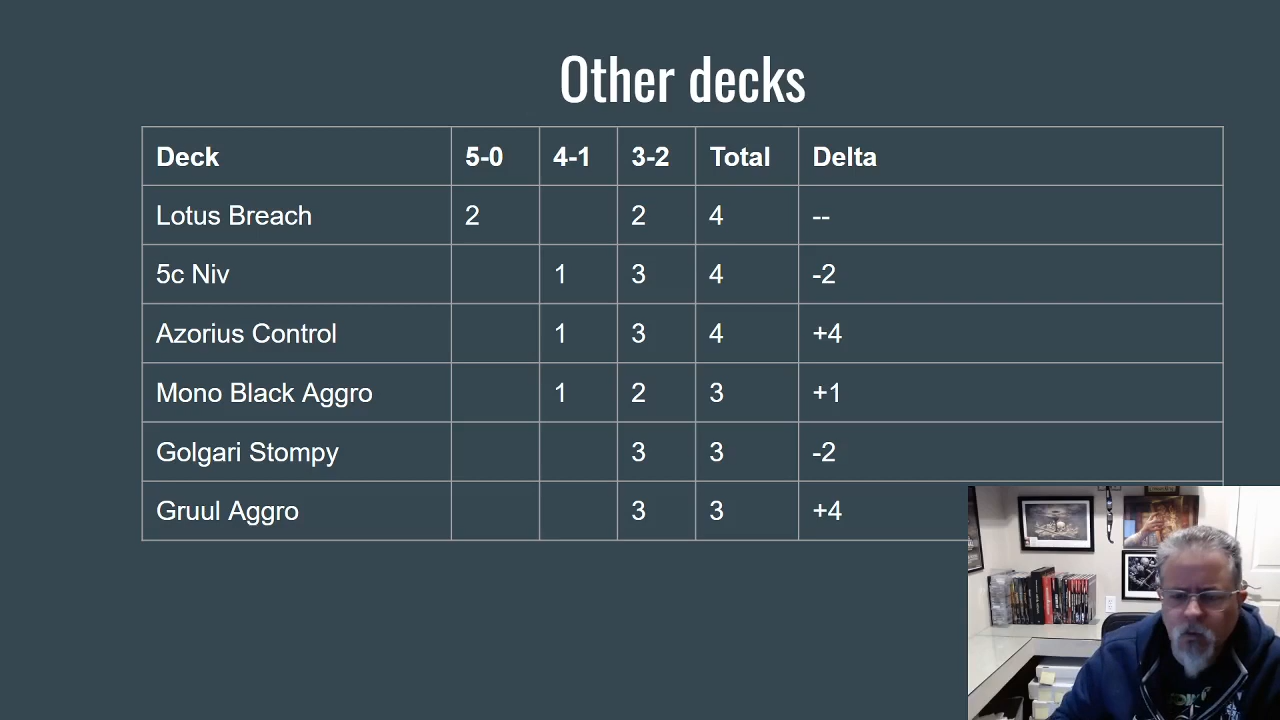 Other decks
Deck 5-0 4-1 3-2 Total Delta
Lotus Breach 2 2 4 --
5c Niv 1 3 4 -2
Azorius Control 1 3 4 +4
Mono Black Aggro 1 2 3 +1
Golgari Stompy 3 3 -2
Gruul Aggro 3 3 +4